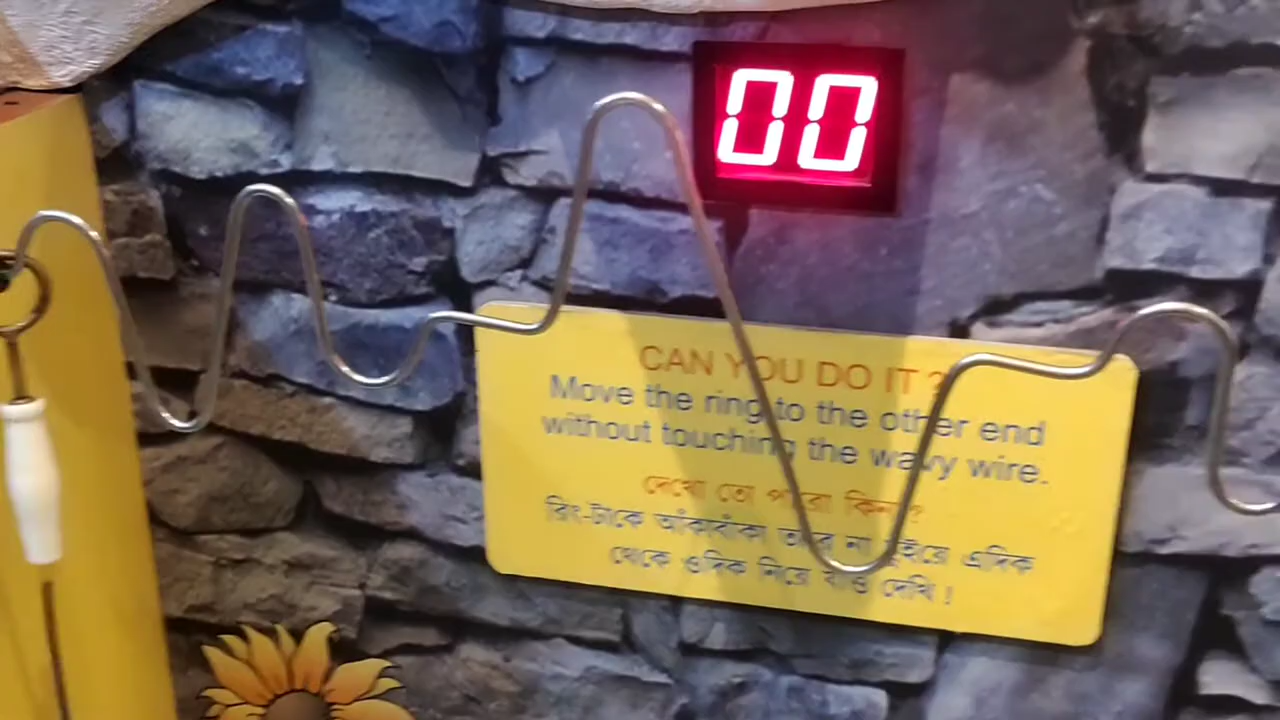 00
CAN YOU DO IT ?
Move the ring to the other end
without touching the wavy wire.
দেখো তো পারো কিনা ?
রিং-টাকে আঁকাবাঁকা তারে না ছুঁইয়ে এদিক
থেকে ওদিক নিয়ে যাও দেখি !